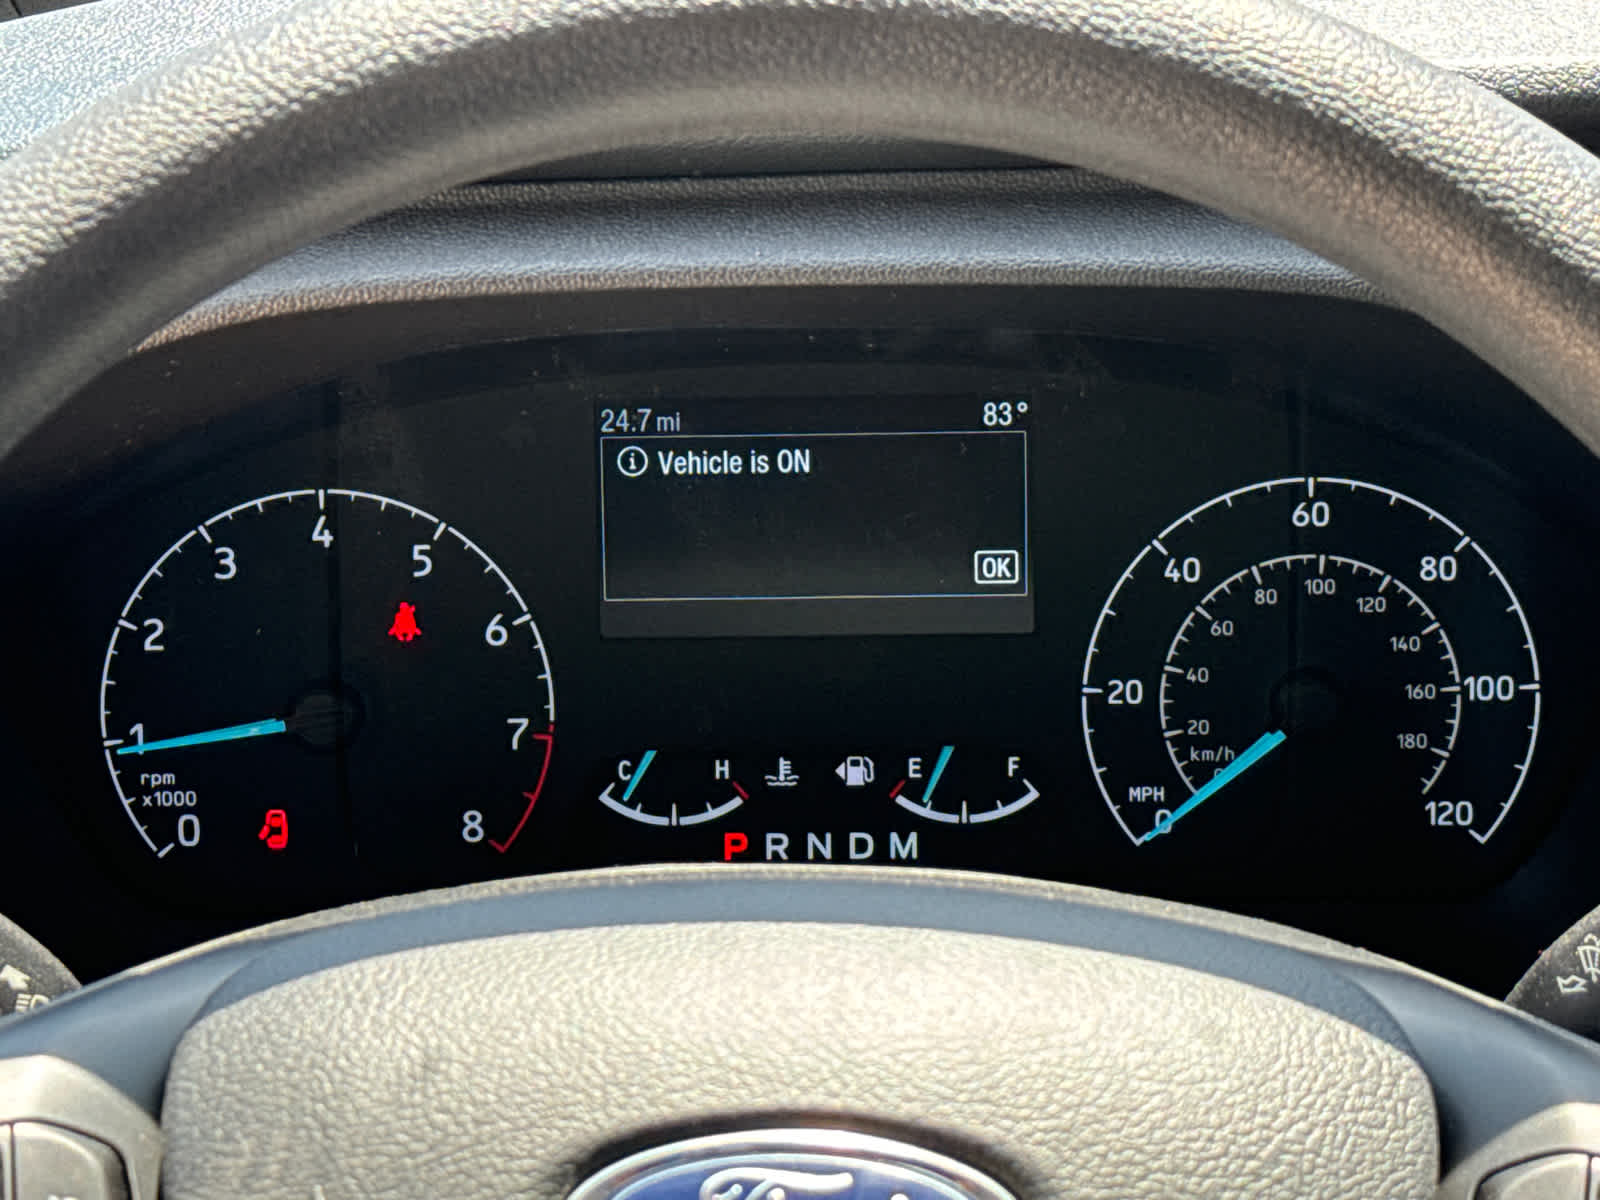 24.7 mi 83°
i Vehicle is ON
OK
0 1 2 3 4 5 6 7 8
rpm
x1000
C H
E F
P R N D M
0 20 40 60 80 100 120
MPH
20 40 60 80 100 120 140 160 180
km/h
Ford